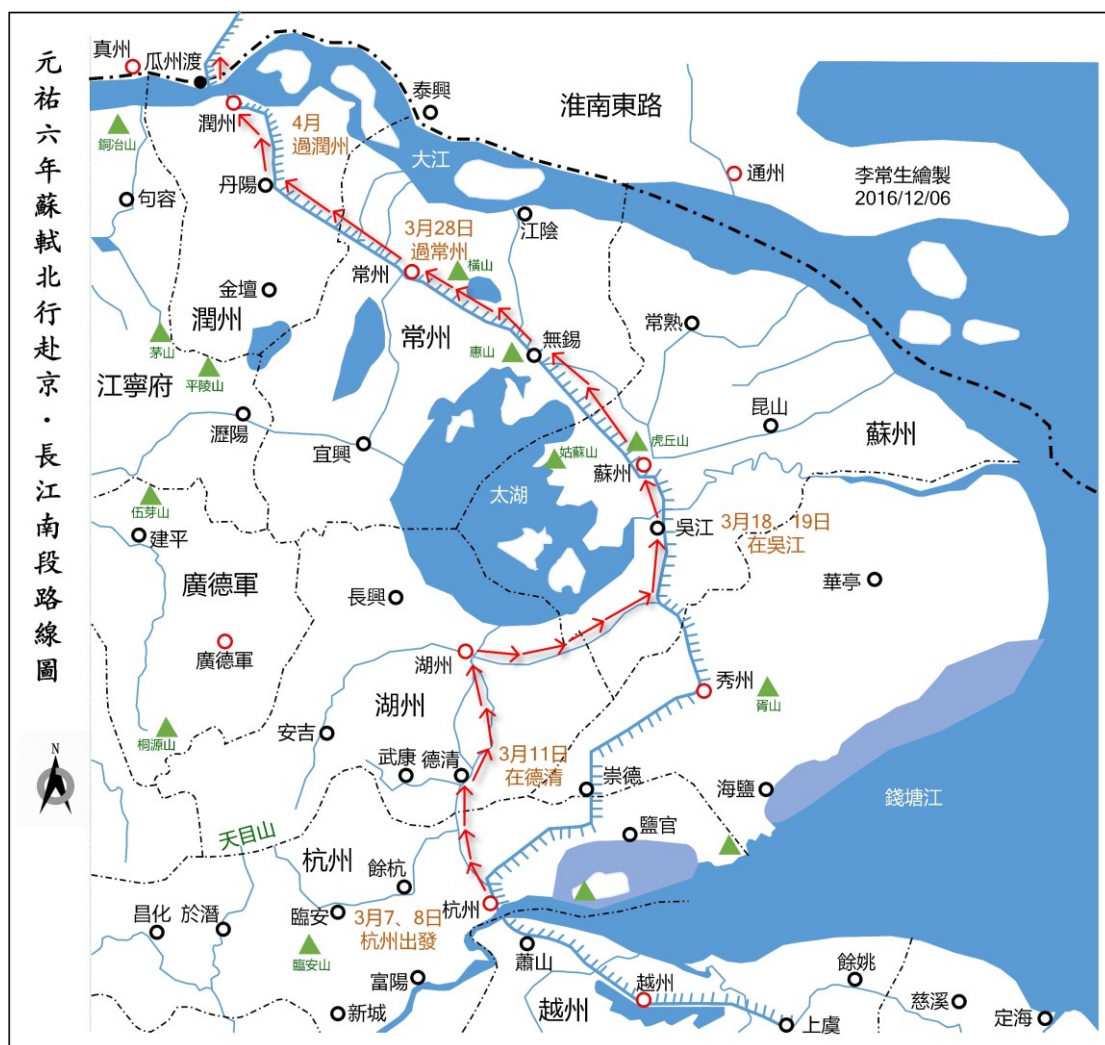 元祐六年蘇軾北行赴京·長江南段路線圖
真州
瓜州渡
泰興
淮南東路
潤州
4月
過潤州
銅冶山
大江
通州
李常生繪製
2016/12/06
句容
丹陽
江陰
3月28日
過常州
橫山
常州
金壇
潤州
常州
常熟
無錫
惠山
茅山
平陵山
江寧府
瀝陽
宜興
昆山
蘇州
虎丘山
姑蘇山
蘇州
太湖
伍芽山
建平
吳江
3月18、19日
在吳江
廣德軍
長興
華亭
廣德軍
湖州
秀州
胥山
湖州
桐源山
安吉
N
武康
德清
3月11日
在德清
崇德
海鹽
錢塘江
天目山
鹽官
杭州
餘杭
杭州
昌化
於潛
臨安
3月7、8日
杭州出發
臨安山
蕭山
富陽
越州
餘姚
新城
越州
上虞
慈溪
定海